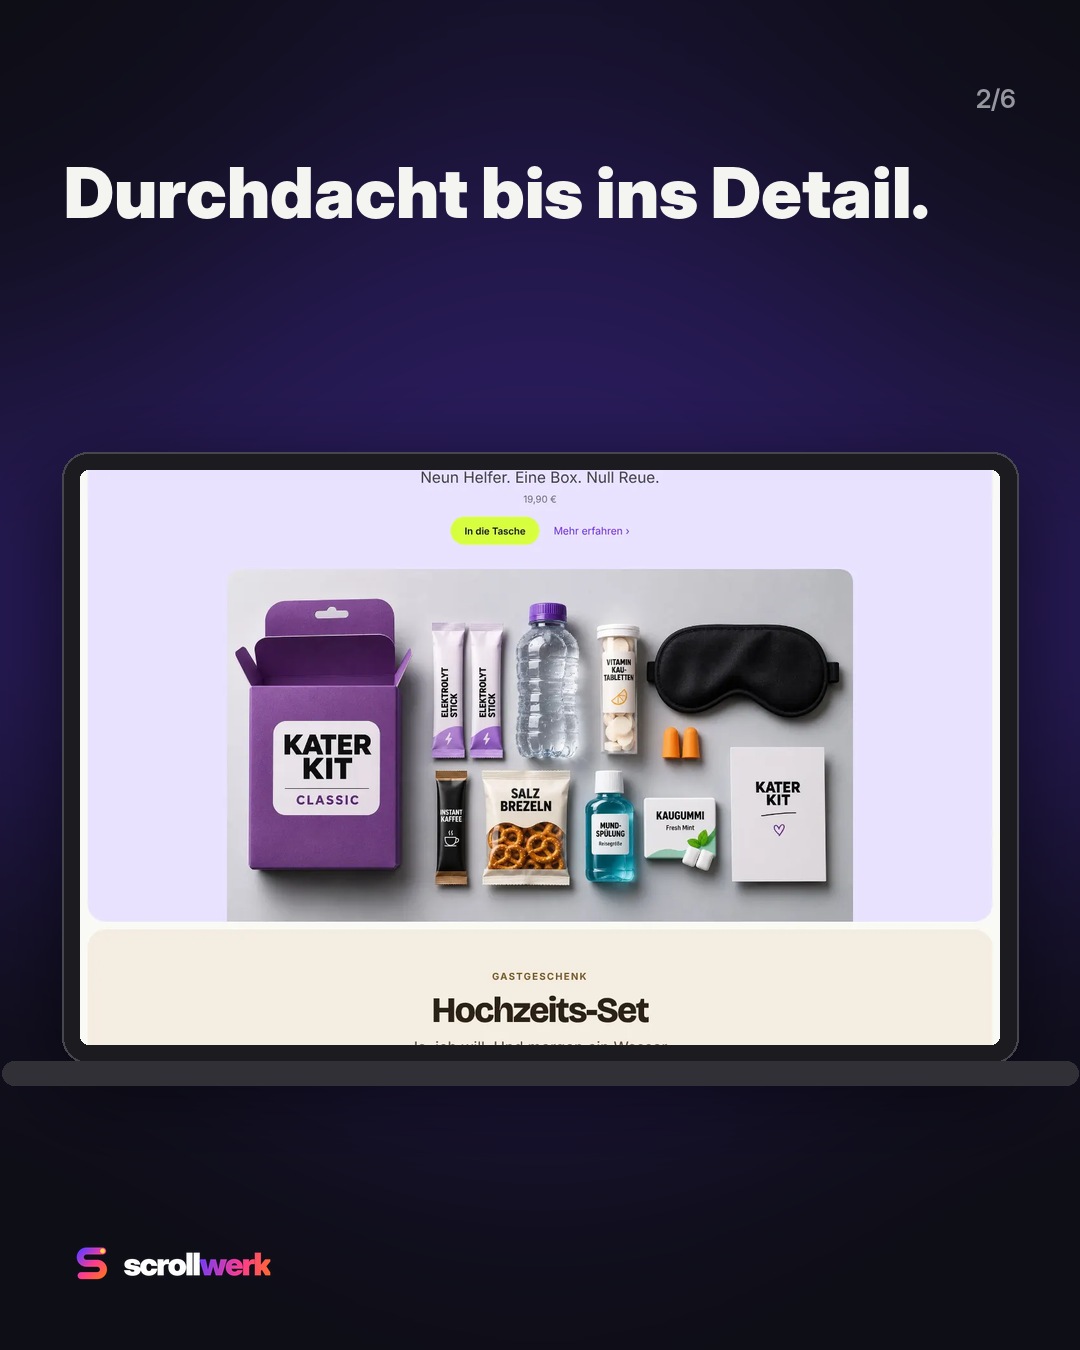 2/6
Durchdacht bis ins Detail.
Neun Helfer. Eine Box. Null Reue.
19,90 €
In die Tasche
Mehr erfahren ›
KATER
KIT
CLASSIC
ELEKTROLYT
STICK
ELEKTROLYT
STICK
VITAMIN
KAU-
TABLETTEN
INSTANT
KAFFEE
SALZ
BREZELN
MUND-
SPÜLUNG
Reisegröße
KAUGUMMI
Fresh Mint
KATER
KIT
GASTGESCHENK
Hochzeits-Set
scrollwerk